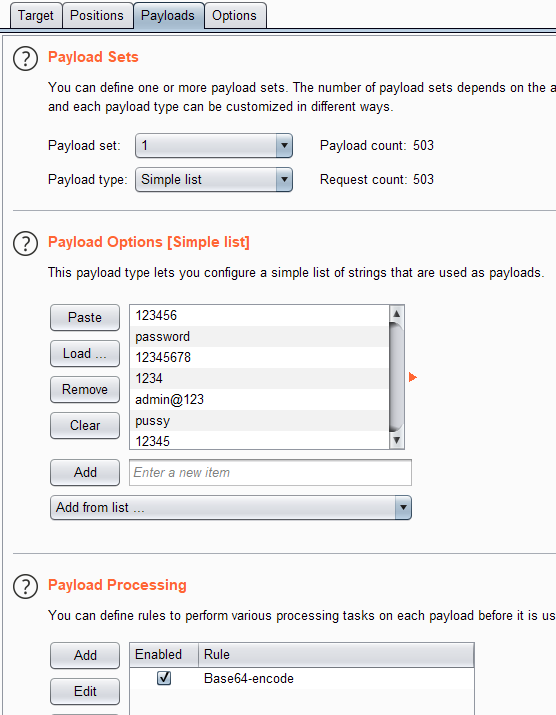 Target Positions Payloads Options
? Payload Sets
You can define one or more payload sets. The number of payload sets depends on the a
and each payload type can be customized in different ways.
Payload set: 1 Payload count: 503
Payload type: Simple list Request count: 503
? Payload Options [Simple list]
This payload type lets you configure a simple list of strings that are used as payloads.
Paste 123456
password
Load ... 12345678
1234
Remove admin@123
pussy
Clear 12345
Add Enter a new item
Add from list ...
? Payload Processing
You can define rules to perform various processing tasks on each payload before it is us
Add Enabled Rule
Edit Base64-encode